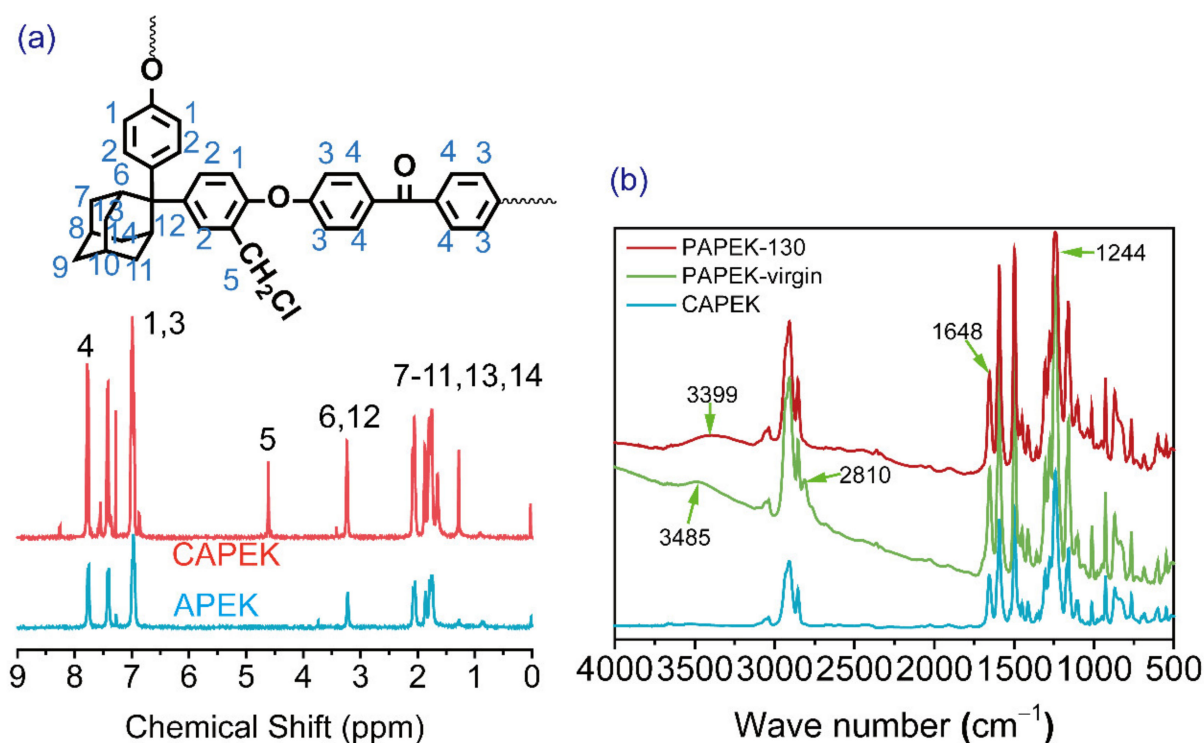 (a)
O
1 1
2 2
6 2 1 3 4 O 4 3
7
13
8 14 12 O
9 10 11 2 3 4 4 3
5 CH2Cl
4
1,3
7-11,13,14
6,12
5
CAPEK
APEK
9 8 7 6 5 4 3 2 1 0
Chemical Shift (ppm)
(b)
PAPEK-130
PAPEK-virgin
CAPEK
1244
1648
3399
2810
3485
4000 3500 3000 2500 2000 1500 1000 500
Wave number (cm⁻¹)